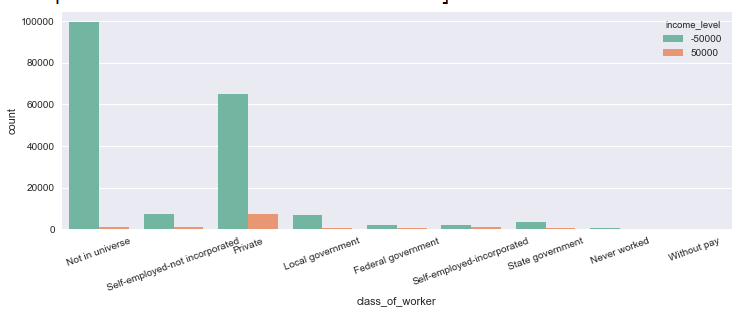 income_level
-50000
50000
100000
80000
60000
40000
20000
0
count
Not in universe
Self-employed-not incorporated
Private
Local government
Federal government
Self-employed-incorporated
State government
Never worked
Without pay
class_of_worker